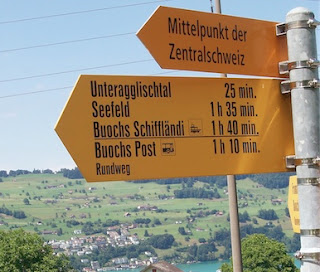 Mittelpunkt der
Zentralschweiz
Unteragglischtal 25 min.
Seefeld 1 h 35 min.
Buochs Schiffländi 1 h 40 min.
Buochs Post 1 h 10 min.
Rundweg